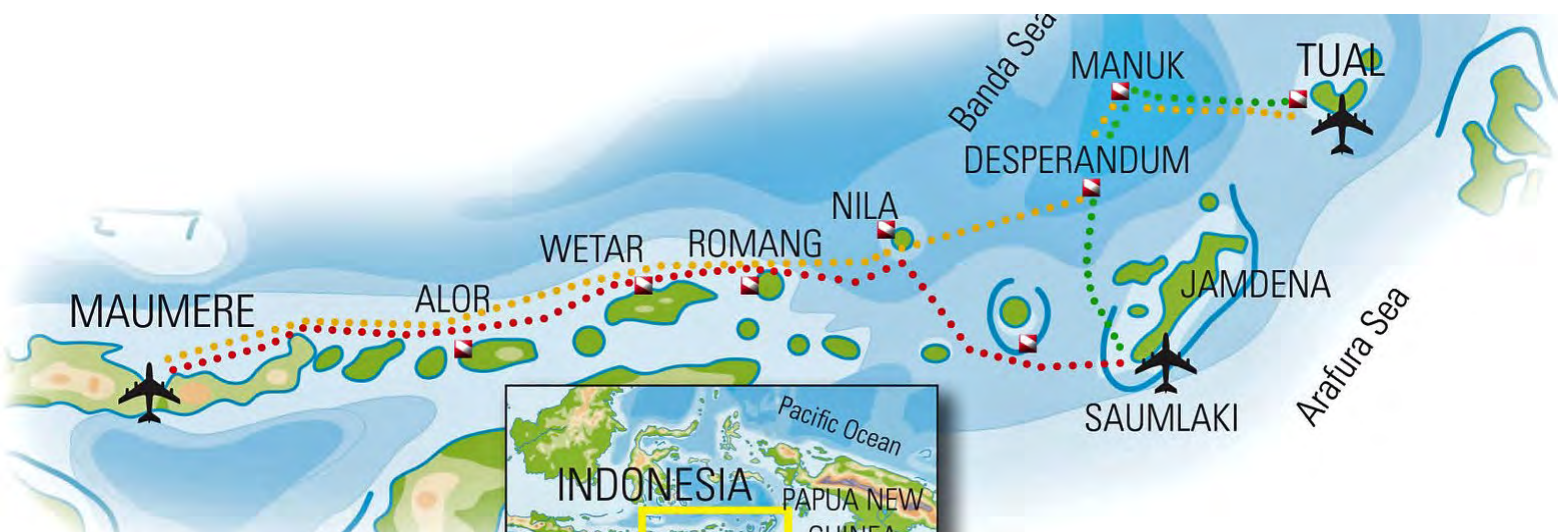 Banda Sea
MANUK
TUAL
DESPERANDUM
NILA
WETAR
ROMANG
JAMDENA
ALOR
MAUMERE
Arafura Sea
SAUMLAKI
Pacific Ocean
INDONESIA
PAPUA NEW
GUINEA